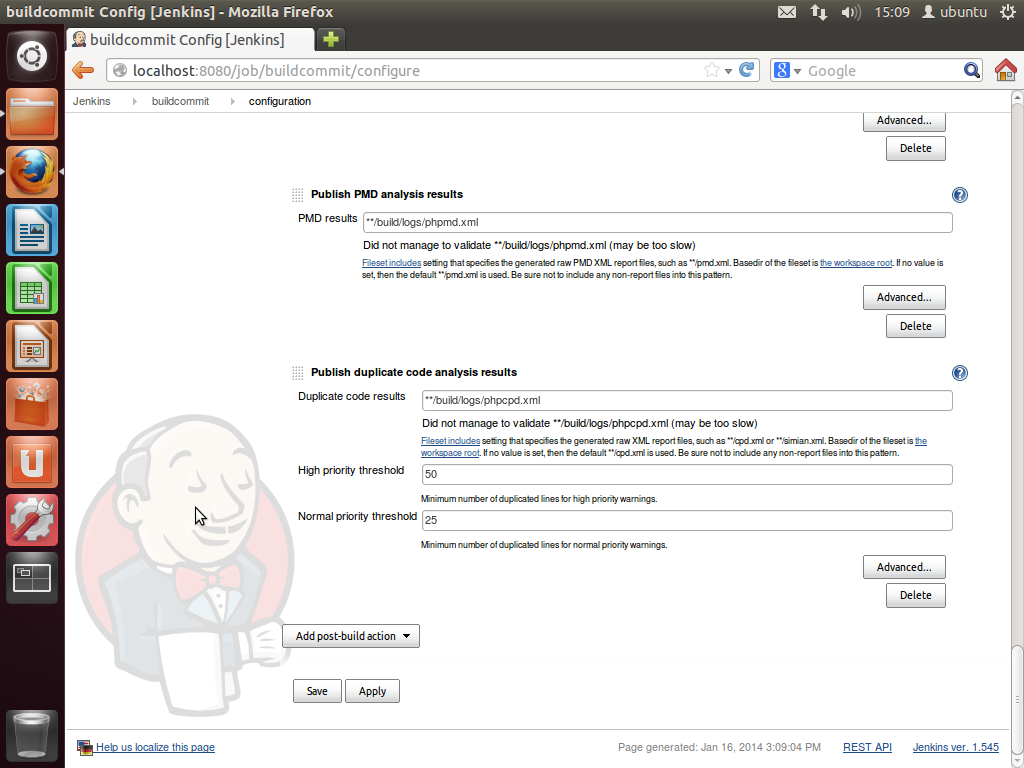 buildcommit Config [Jenkins] - Mozilla Firefox
15:09
ubuntu
buildcommit Config [Jenkins]
localhost:8080/job/buildcommit/configure
8
Google
Jenkins
buildcommit
configuration
Advanced...
Delete
Publish PMD analysis results
PMD results
**/build/logs/phpmd.xml
Did not manage to validate **/build/logs/phpmd.xml (may be too slow)
Fileset includes setting that specifies the generated raw PMD XML report files, such as **/pmd.xml. Basedir of the fileset is the workspace root. If no value is
set, then the default **/pmd.xml is used. Be sure not to include any non-report files into this pattern.
Advanced...
Delete
Publish duplicate code analysis results
Duplicate code results
**/build/logs/phpcpd.xml
Did not manage to validate **/build/logs/phpcpd.xml (may be too slow)
Fileset includes setting that specifies the generated raw XML report files, such as **/cpd.xml or **/simian.xml. Basedir of the fileset is the
workspace root. If no value is set, then the default **/cpd.xml is used. Be sure not to include any non-report files into this pattern.
High priority threshold
50
Minimum number of duplicated lines for high priority warnings.
Normal priority threshold
25
Minimum number of duplicated lines for normal priority warnings.
Advanced...
Delete
Add post-build action
Save
Apply
Help us localize this page
Page generated: Jan 16, 2014 3:09:04 PM
REST API
Jenkins ver. 1.545